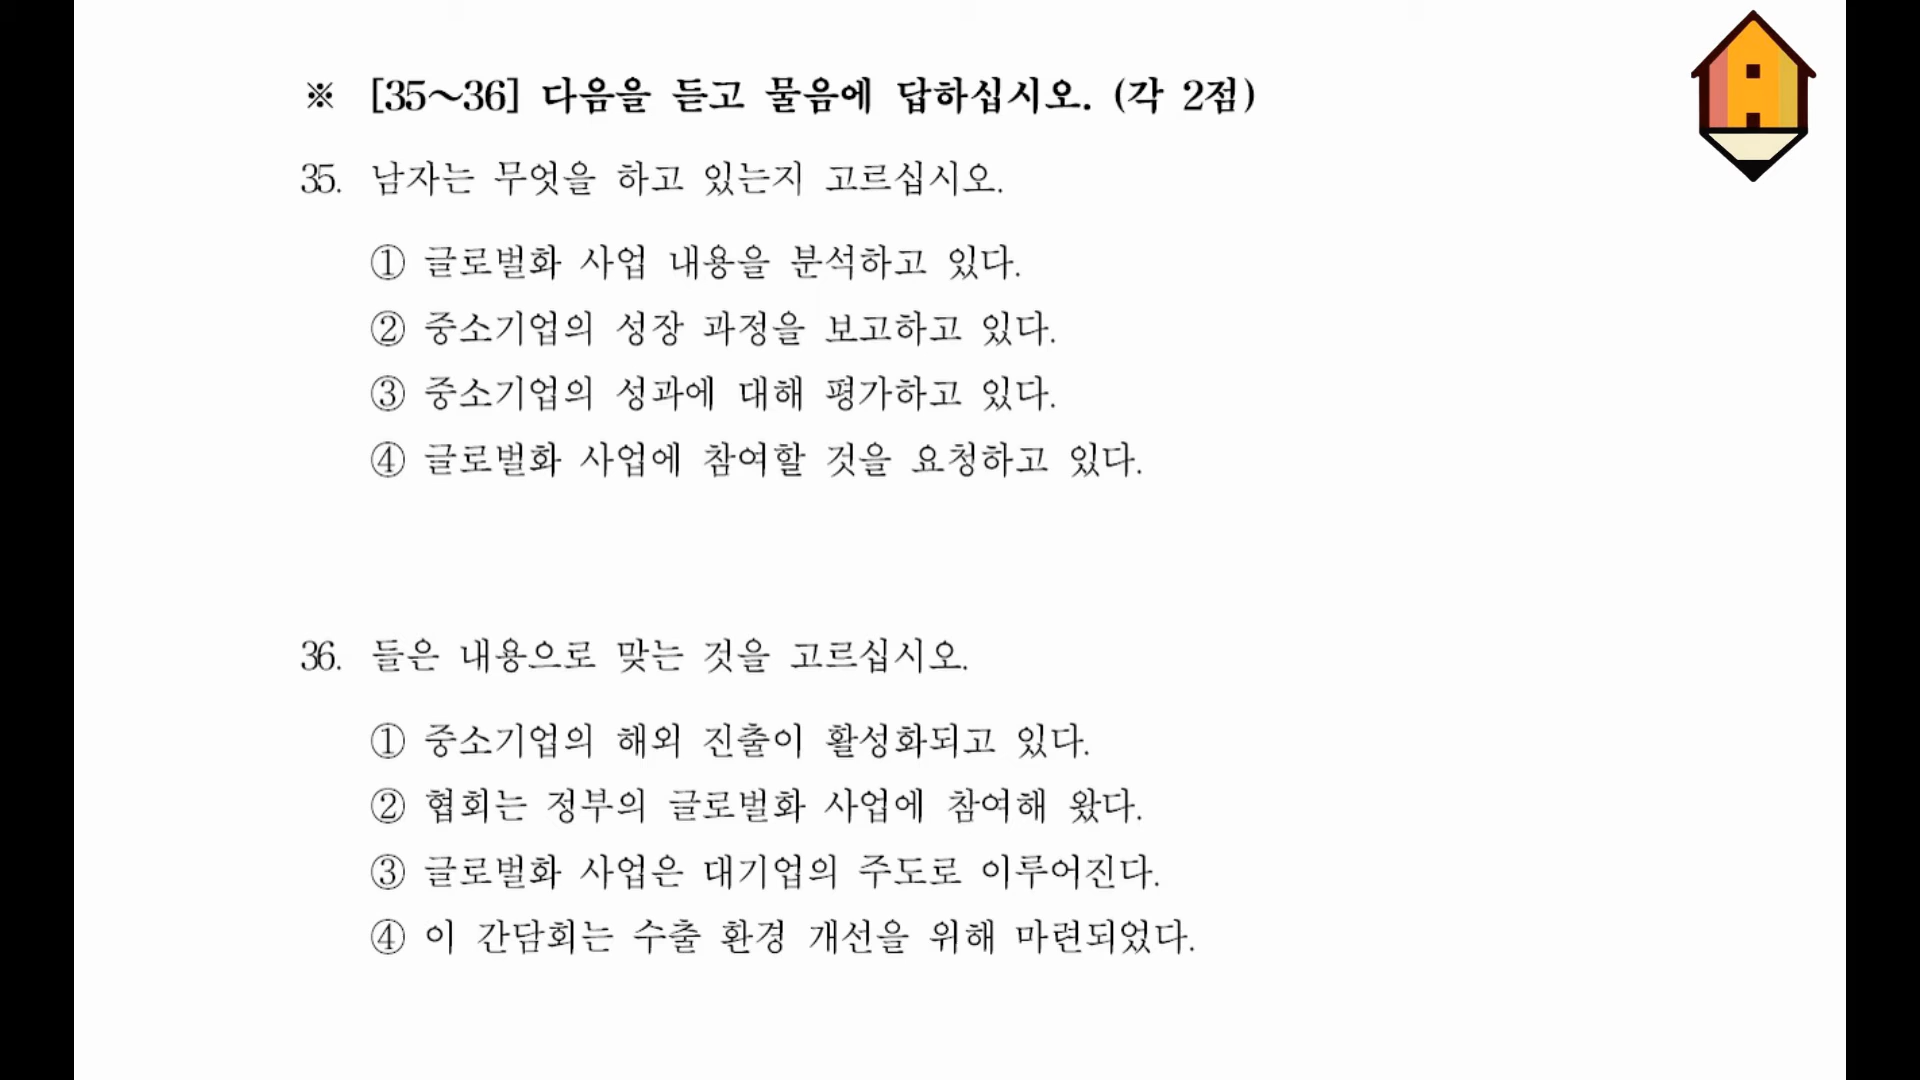 ※ [35～36] 다음을 듣고 물음에 답하십시오. (각 2점)
35. 남자는 무엇을 하고 있는지 고르십시오.
① 글로벌화 사업 내용을 분석하고 있다.
② 중소기업의 성장 과정을 보고하고 있다.
③ 중소기업의 성과에 대해 평가하고 있다.
④ 글로벌화 사업에 참여할 것을 요청하고 있다.
36. 들은 내용으로 맞는 것을 고르십시오.
① 중소기업의 해외 진출이 활성화되고 있다.
② 협회는 정부의 글로벌화 사업에 참여해 왔다.
③ 글로벌화 사업은 대기업의 주도로 이루어진다.
④ 이 간담회는 수출 환경 개선을 위해 마련되었다.